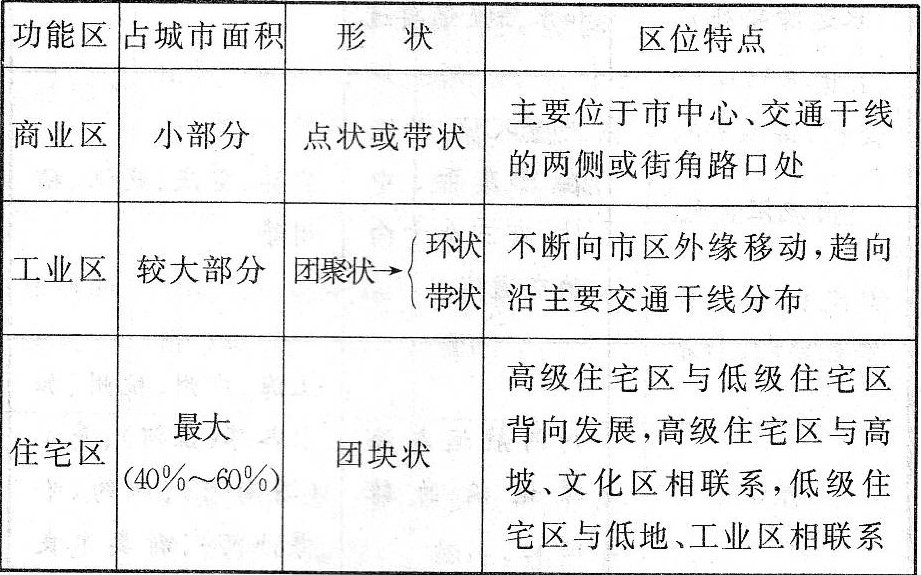 功能区 占城市面积 形 状 区位特点
商业区 小部分 点状或带状 主要位于市中心、交通干线
的两侧或街角路口处
工业区 较大部分 团聚状→{环状 带状 不断向市区外缘移动,趋向
沿主要交通干线分布
住宅区 最大
(40%～60%) 团块状 高级住宅区与低级住宅区
背向发展,高级住宅区与高
坡、文化区相联系,低级住
宅区与低地、工业区相联系